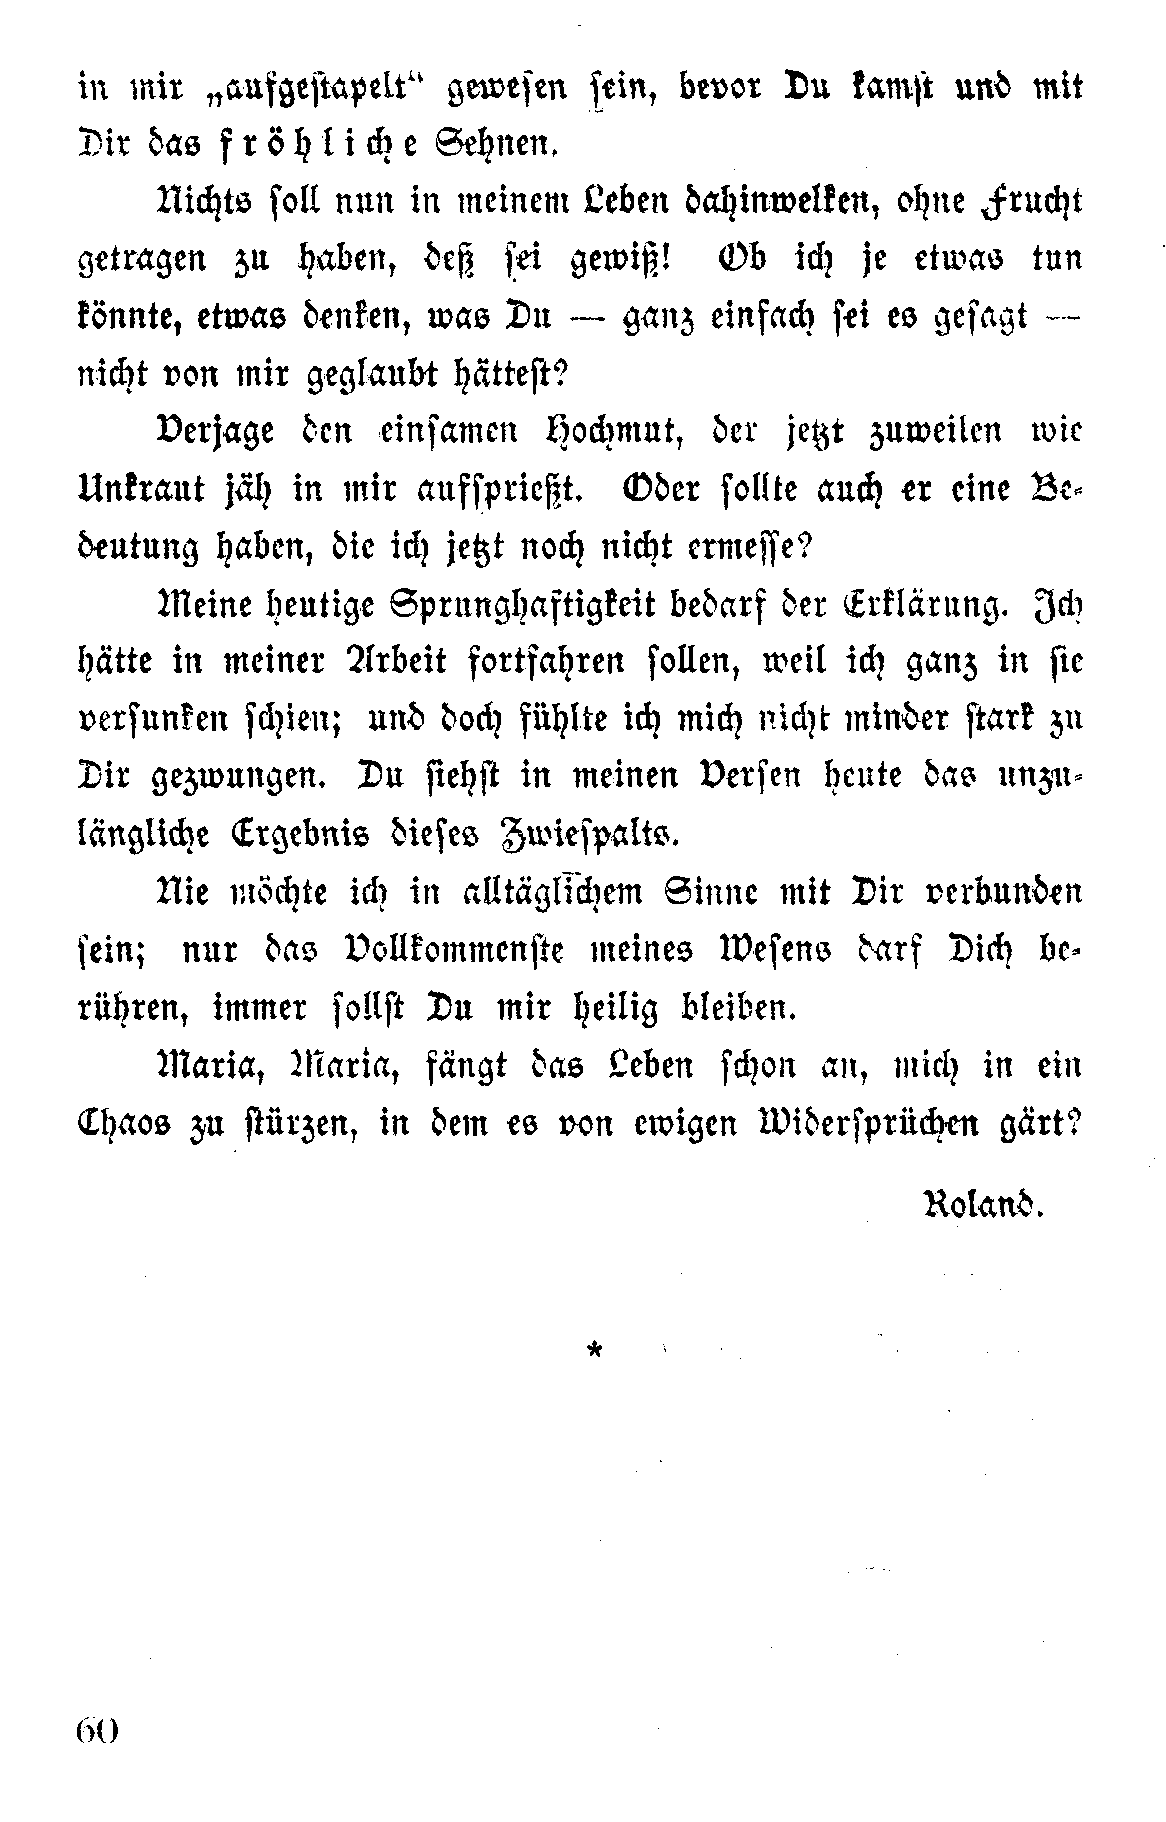 in mir „aufgestapelt“ gewesen sein, bevor Du kamst und mit
Dir das fröhliche Sehnen.
Nichts soll nun in meinem Leben dahinwelken, ohne Frucht
getragen zu haben, deß sei gewiß! Ob ich je etwas tun
könnte, etwas denken, was Du — ganz einfach sei es gesagt —
nicht von mir geglaubt hättest?
Verjage den einsamen Hochmut, der jetzt zuweilen wie
Unkraut jäh in mir aufsprießt. Oder sollte auch er eine Be-
deutung haben, die ich jetzt noch nicht ermesse?
Meine heutige Sprunghaftigkeit bedarf der Erklärung. Ich
hätte in meiner Arbeit fortfahren sollen, weil ich ganz in sie
versunken schien; und doch fühlte ich mich nicht minder stark zu
Dir gezwungen. Du siehst in meinen Versen heute das unzu-
längliche Ergebnis dieses Zwiespalts.
Nie möchte ich in alltäglichem Sinne mit Dir verbunden
sein; nur das Vollkommenste meines Wesens darf Dich be-
rühren, immer sollst Du mir heilig bleiben.
Maria, Maria, fängt das Leben schon an, mich in ein
Chaos zu stürzen, in dem es von ewigen Widersprüchen gärt?
Roland.
*
60